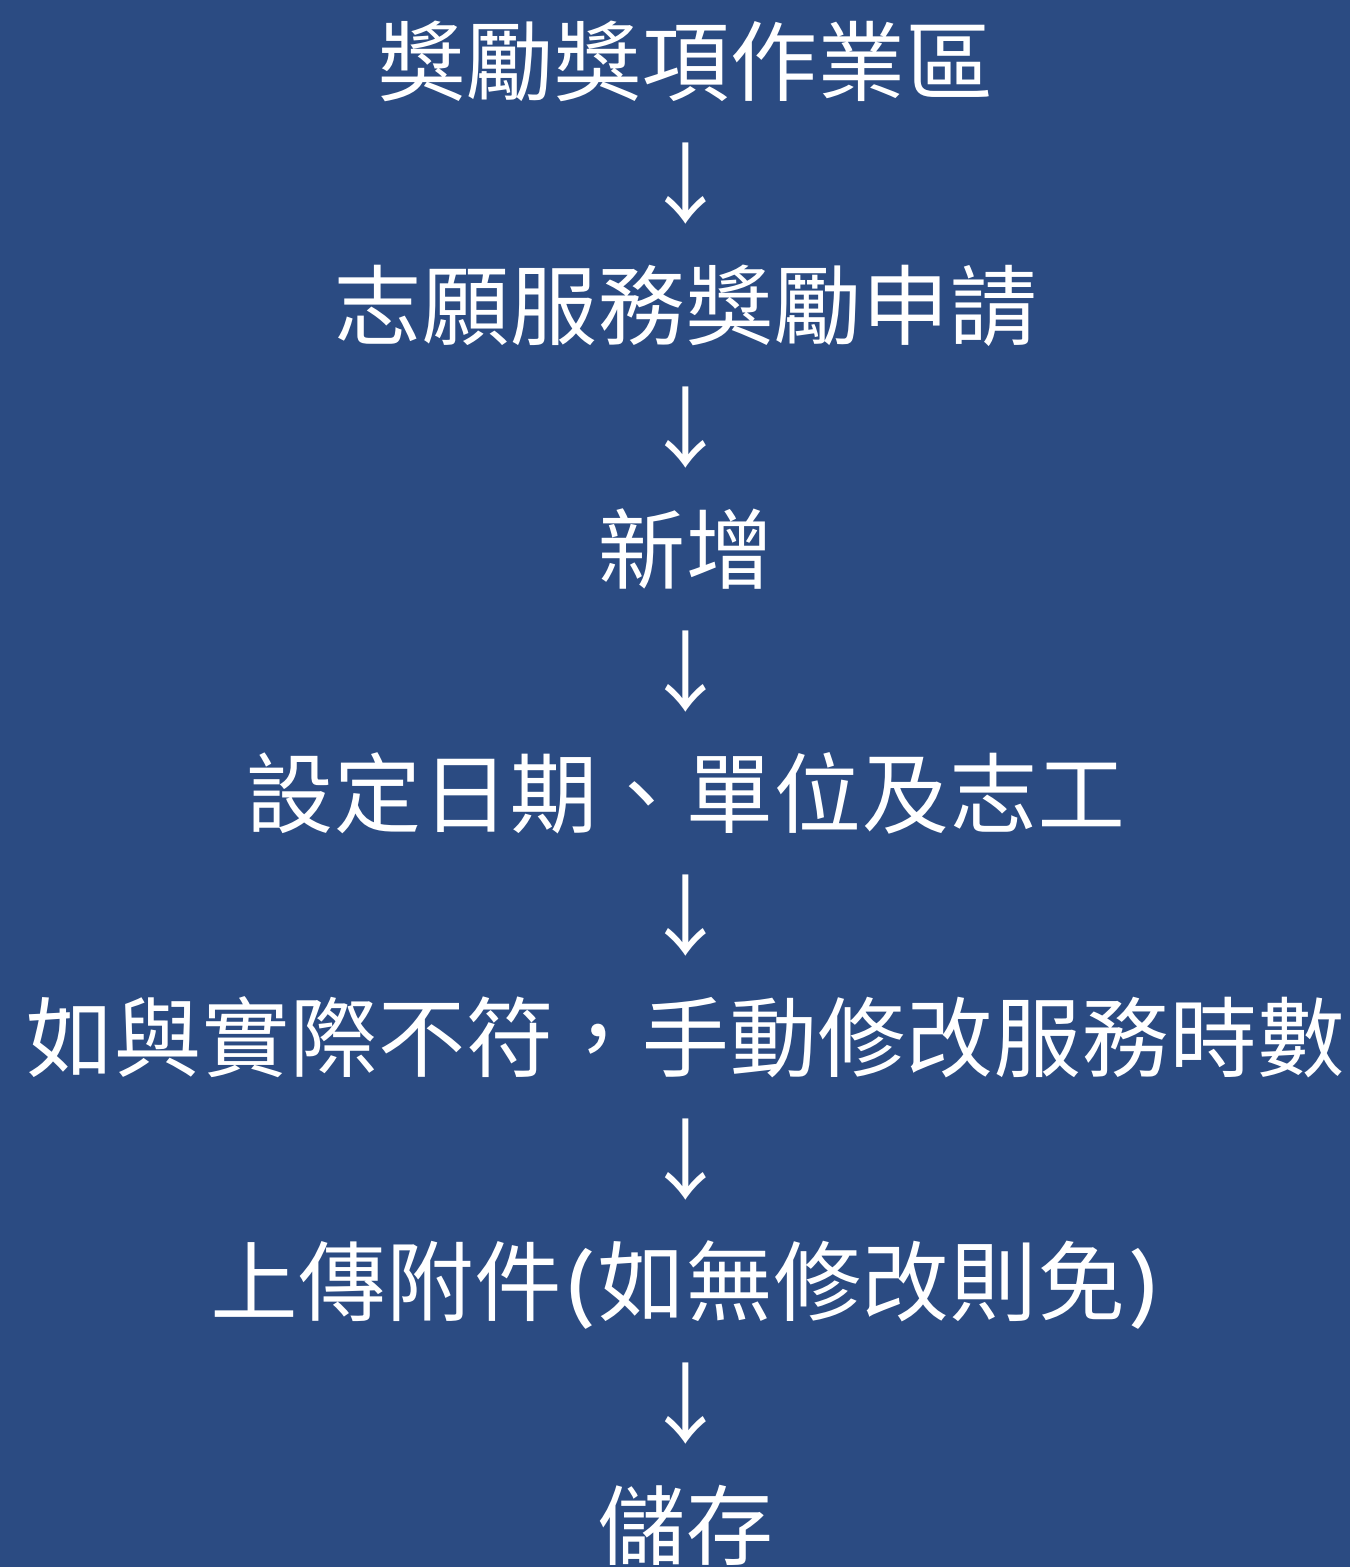 獎勵獎項作業區
↓
志願服務獎勵申請
↓
新增
↓
設定日期、單位及志工
↓
如與實際不符，手動修改服務時數
↓
上傳附件(如無修改則免)
↓
儲存